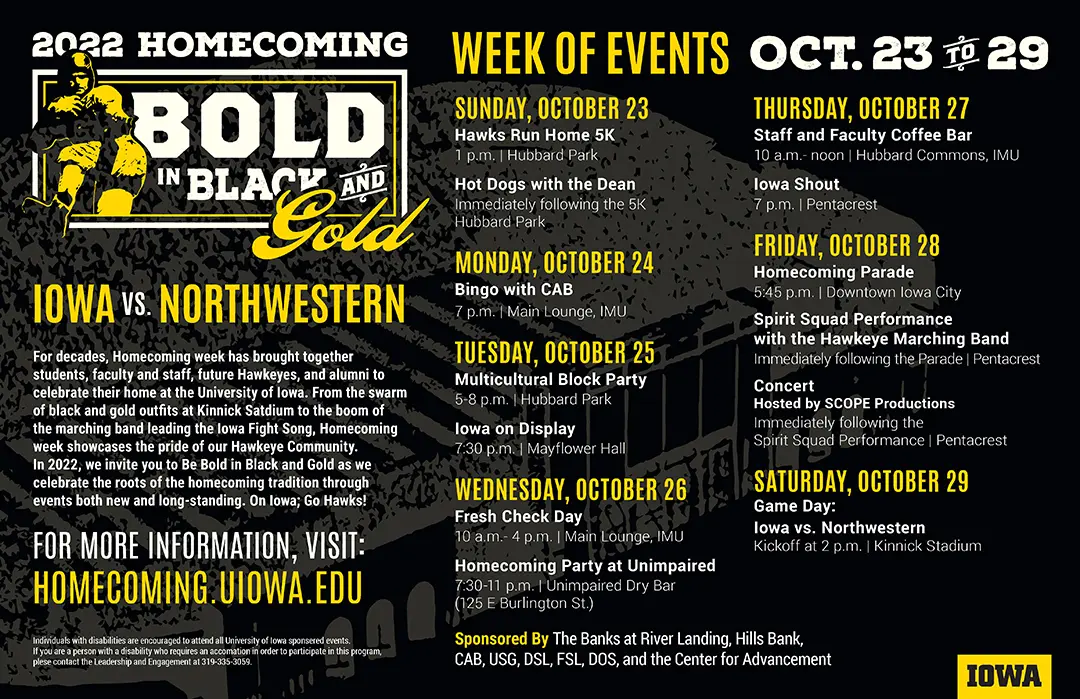 2022 HOMECOMING
BOLD
IN BLACK AND
Gold
IOWA VS. NORTHWESTERN
For decades, Homecoming week has brought together
students, faculty and staff, future Hawkeyes, and alumni to
celebrate their home at the University of Iowa. From the swarm
of black and gold outfits at Kinnick Satdium to the boom of
the marching band leading the Iowa Fight Song, Homecoming
week showcases the pride of our Hawkeye Community.
In 2022, we invite you to Be Bold in Black and Gold as we
celebrate the roots of the homecoming tradition through
events both new and long-standing. On Iowa; Go Hawks!
FOR MORE INFORMATION, VISIT:
HOMECOMING.UIOWA.EDU
Individuals with disabilities are encouraged to attend all University of Iowa sponsored events.
If you are a person with a disability who requires an accomation in order to participate in this program,
please contact the Leadership and Engagement at 319-335-3059.
WEEK OF EVENTS OCT. 23 TO 29
SUNDAY, OCTOBER 23
Hawks Run Home 5K
1 p.m. | Hubbard Park
Hot Dogs with the Dean
Immediately following the 5K
Hubbard Park
MONDAY, OCTOBER 24
Bingo with CAB
7 p.m. | Main Lounge, IMU
TUESDAY, OCTOBER 25
Multicultural Block Party
5-8 p.m. | Hubbard Park
Iowa on Display
7:30 p.m. | Mayflower Hall
WEDNESDAY, OCTOBER 26
Fresh Check Day
10 a.m.- 4 p.m. | Main Lounge, IMU
Homecoming Party at Unimpaired
7:30-11 p.m. | Unimpaired Dry Bar
(125 E Burlington St.)
THURSDAY, OCTOBER 27
Staff and Faculty Coffee Bar
10 a.m.- noon | Hubbard Commons, IMU
Iowa Shout
7 p.m. | Pentacrest
FRIDAY, OCTOBER 28
Homecoming Parade
5:45 p.m. | Downtown Iowa City
Spirit Squad Performance
with the Hawkeye Marching Band
Immediately following the Parade | Pentacrest
Concert
Hosted by SCOPE Productions
Immediately following the
Spirit Squad Performance | Pentacrest
SATURDAY, OCTOBER 29
Game Day:
Iowa vs. Northwestern
Kickoff at 2 p.m. | Kinnick Stadium
Sponsored By The Banks at River Landing, Hills Bank,
CAB, USG, DSL, FSL, DOS, and the Center for Advancement
IOWA